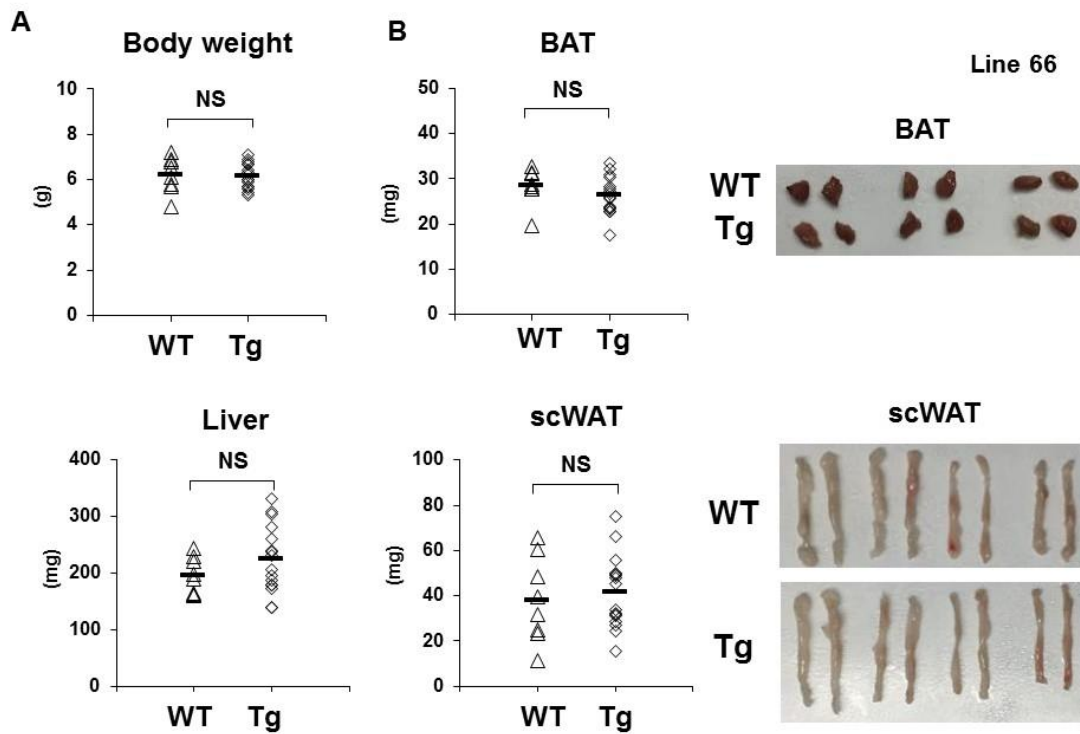 A
Body weight
10
8
6
4
2
0
(g)
NS
WT Tg
Liver
400
300
200
100
0
(mg)
NS
WT Tg
B
BAT
50
40
30
20
10
0
(mg)
NS
WT Tg
scWAT
100
80
60
40
20
0
(mg)
NS
WT Tg
Line 66
BAT
WT
Tg
scWAT
WT
Tg